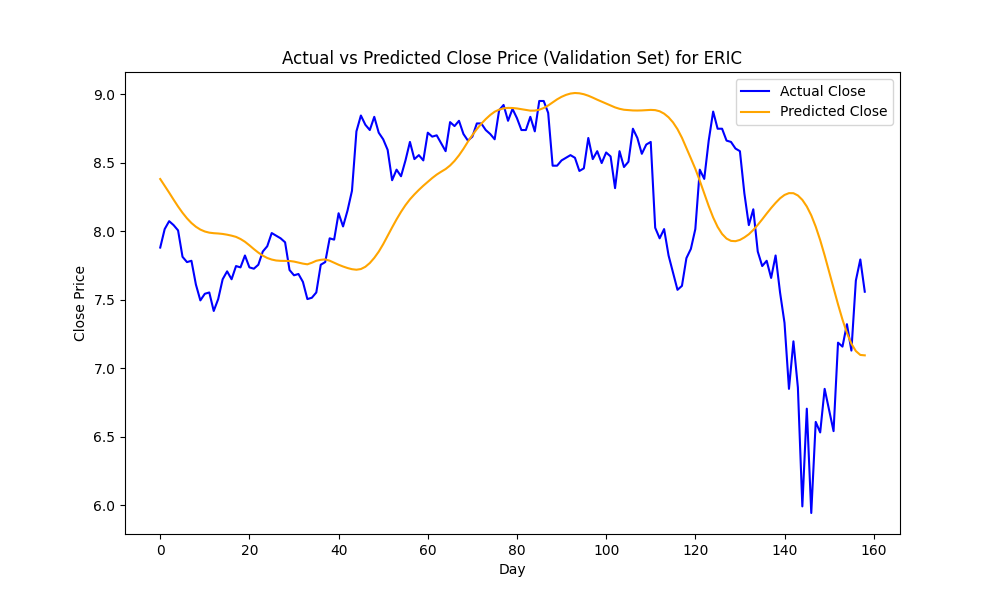 Actual vs Predicted Close Price (Validation Set) for ERIC
Actual Close
Predicted Close
Close Price
9.0
8.5
8.0
7.5
7.0
6.5
6.0
0 20 40 60 80 100 120 140 160
Day